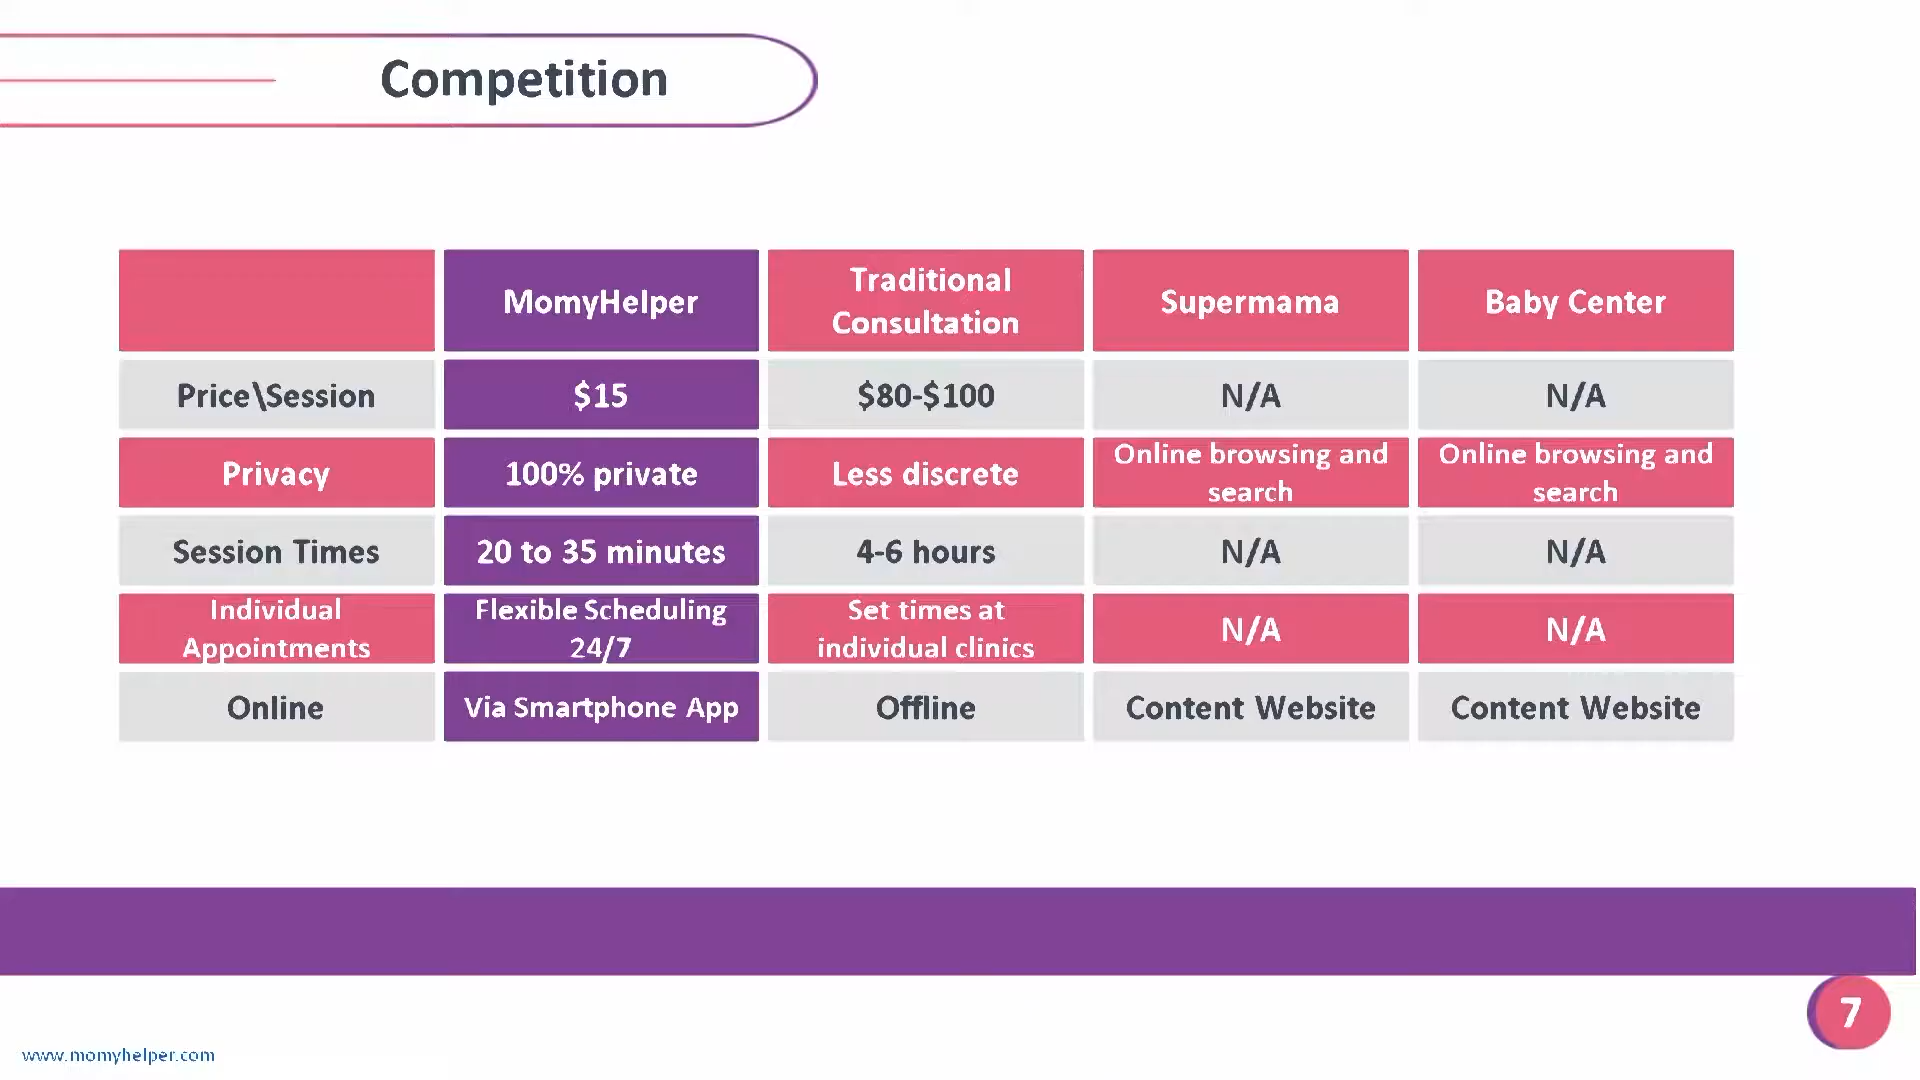 Competition
MomyHelper
Traditional
Consultation
Supermama
Baby Center
Price\Session
$15
$80-$100
N/A
N/A
Privacy
100% private
Less discrete
Online browsing and
search
Online browsing and
search
Session Times
20 to 35 minutes
4-6 hours
N/A
N/A
Individual
Appointments
Flexible Scheduling
24/7
Set times at
individual clinics
N/A
N/A
Online
Via Smartphone App
Offline
Content Website
Content Website
7
www.momyhelper.com